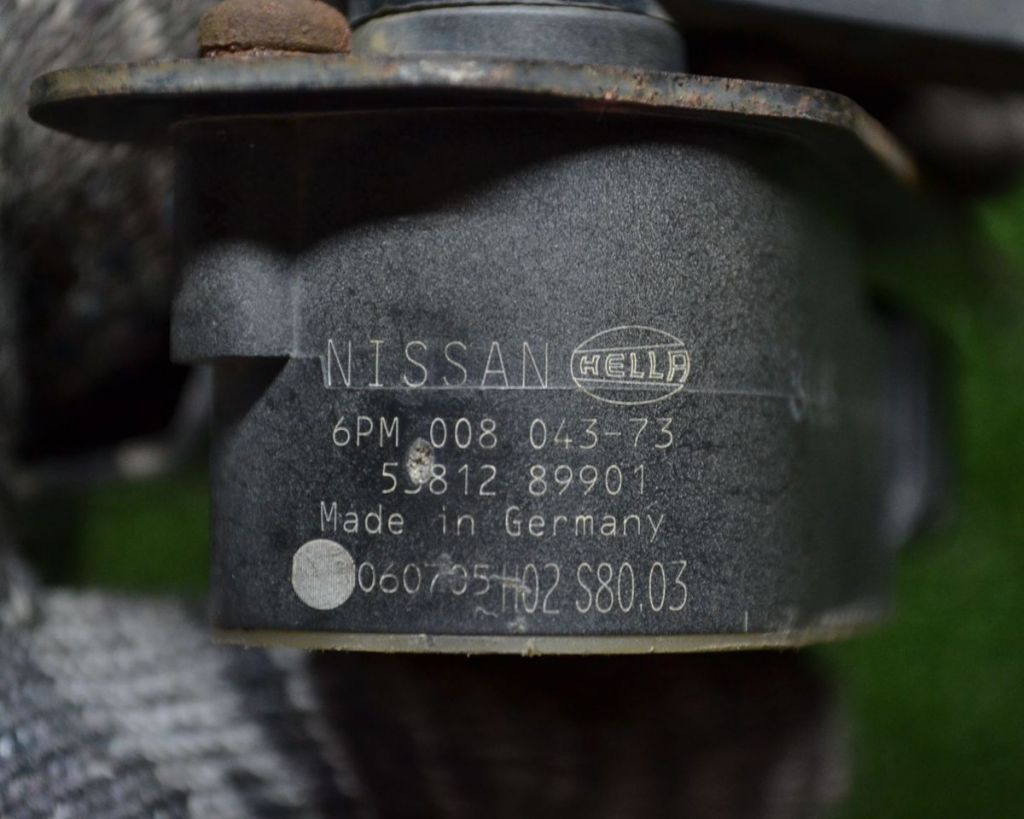 NISSAN HELLA
6PM 008 043-73
53812 89901
Made in Germany
060705 H02 S80.03